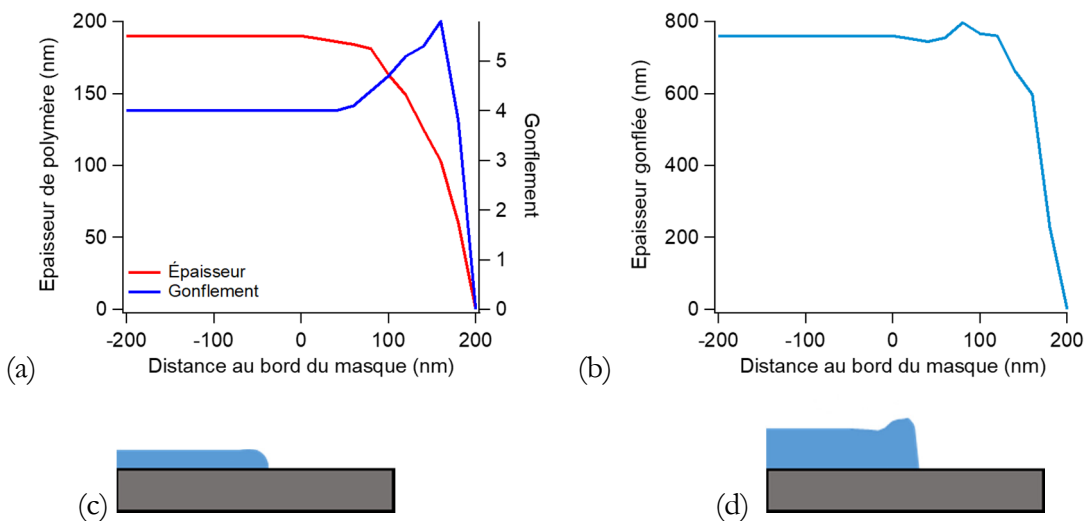 200
150
100
50
0
Epaisseur de polymère (nm)
5
4
3
2
1
0
Gonflement
Épaisseur
Gonflement
-200
-100
0
100
200
Distance au bord du masque (nm)
(a)
800
600
400
200
0
Epaisseur gonflée (nm)
-200
-100
0
100
200
Distance au bord du masque (nm)
(b)
(c)
(d)